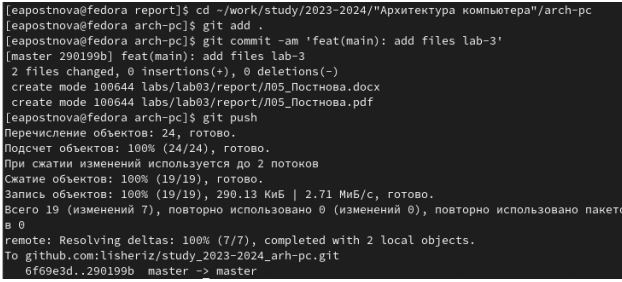 [eapostnova@fedora report]$ cd ~/work/study/2023-2024/"Архитектура компьютера"/arch-pc
[eapostnova@fedora arch-pc]$ git add .
[eapostnova@fedora arch-pc]$ git commit -am 'feat(main): add files lab-3'
[master 290199b] feat(main): add files lab-3
 2 files changed, 0 insertions(+), 0 deletions(-)
 create mode 100644 labs/lab03/report/Л05_Постнова.docx
 create mode 100644 labs/lab03/report/Л05_Постнова.pdf
[eapostnova@fedora arch-pc]$ git push
Перечисление объектов: 24, готово.
Подсчет объектов: 100% (24/24), готово.
При сжатии изменений используется до 2 потоков
Сжатие объектов: 100% (19/19), готово.
Запись объектов: 100% (19/19), 290.13 КиБ | 2.71 МиБ/с, готово.
Всего 19 (изменений 7), повторно использовано 0 (изменений 0), повторно использовано пакето
в 0
remote: Resolving deltas: 100% (7/7), completed with 2 local objects.
To github.com:lisheriz/study_2023-2024_arh-pc.git
   6f69e3d..290199b  master -> master